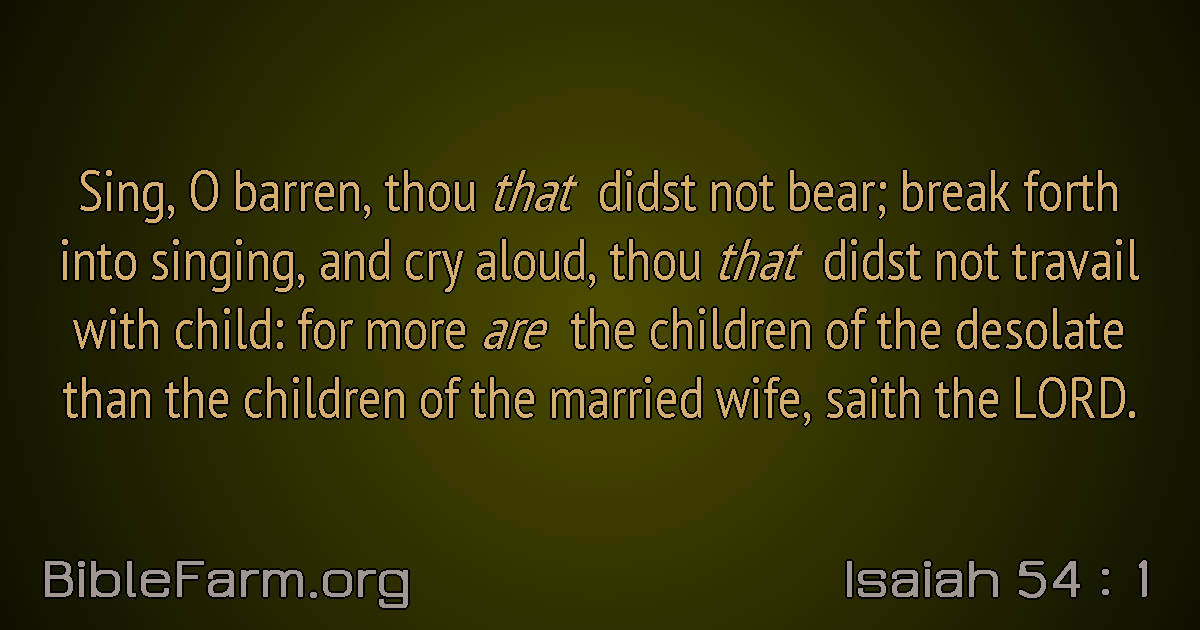 Sing, O barren, thou that didst not bear; break forth
into singing, and cry aloud, thou that didst not travail
with child: for more are the children of the desolate
than the children of the married wife, saith the LORD.
BibleFarm.org
Isaiah 54 : 1